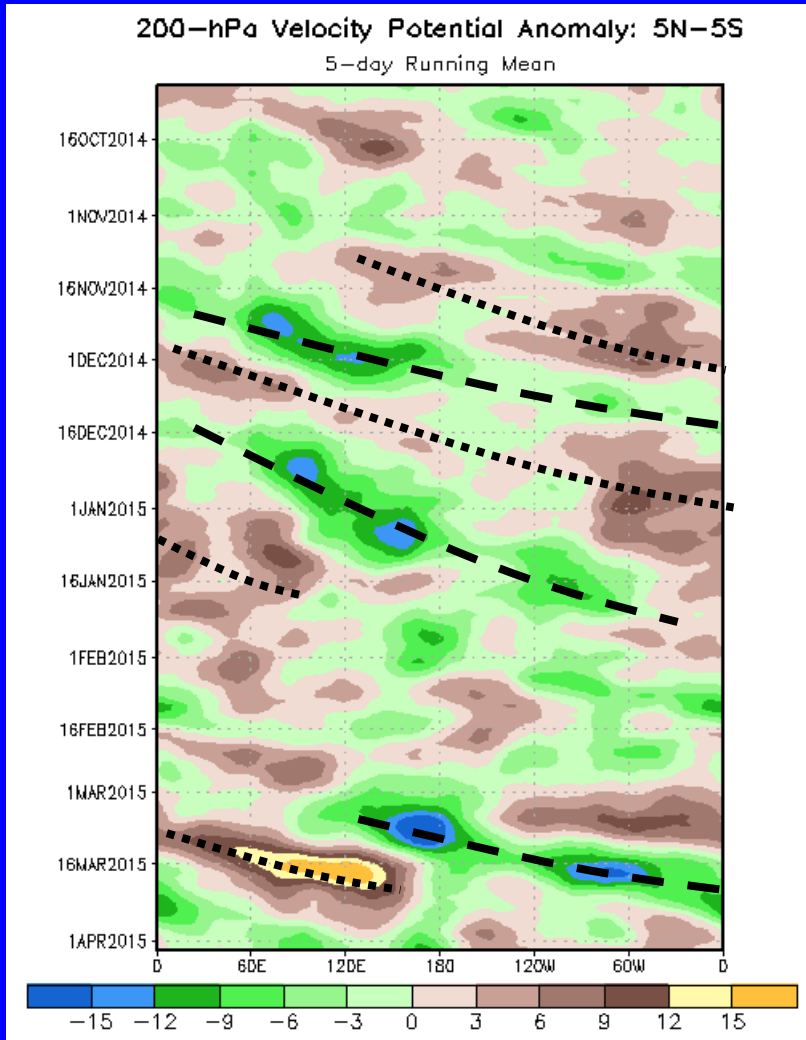 200-hPa Velocity Potential Anomaly: 5N-5S
5-day Running Mean
16OCT2014
1NOV2014
16NOV2014
1DEC2014
16DEC2014
1JAN2015
16JAN2015
1FEB2015
16FEB2015
1MAR2015
16MAR2015
1APR2015
0 60E 120E 180 120W 60W 0
-15 -12 -9 -6 -3 0 3 6 9 12 15